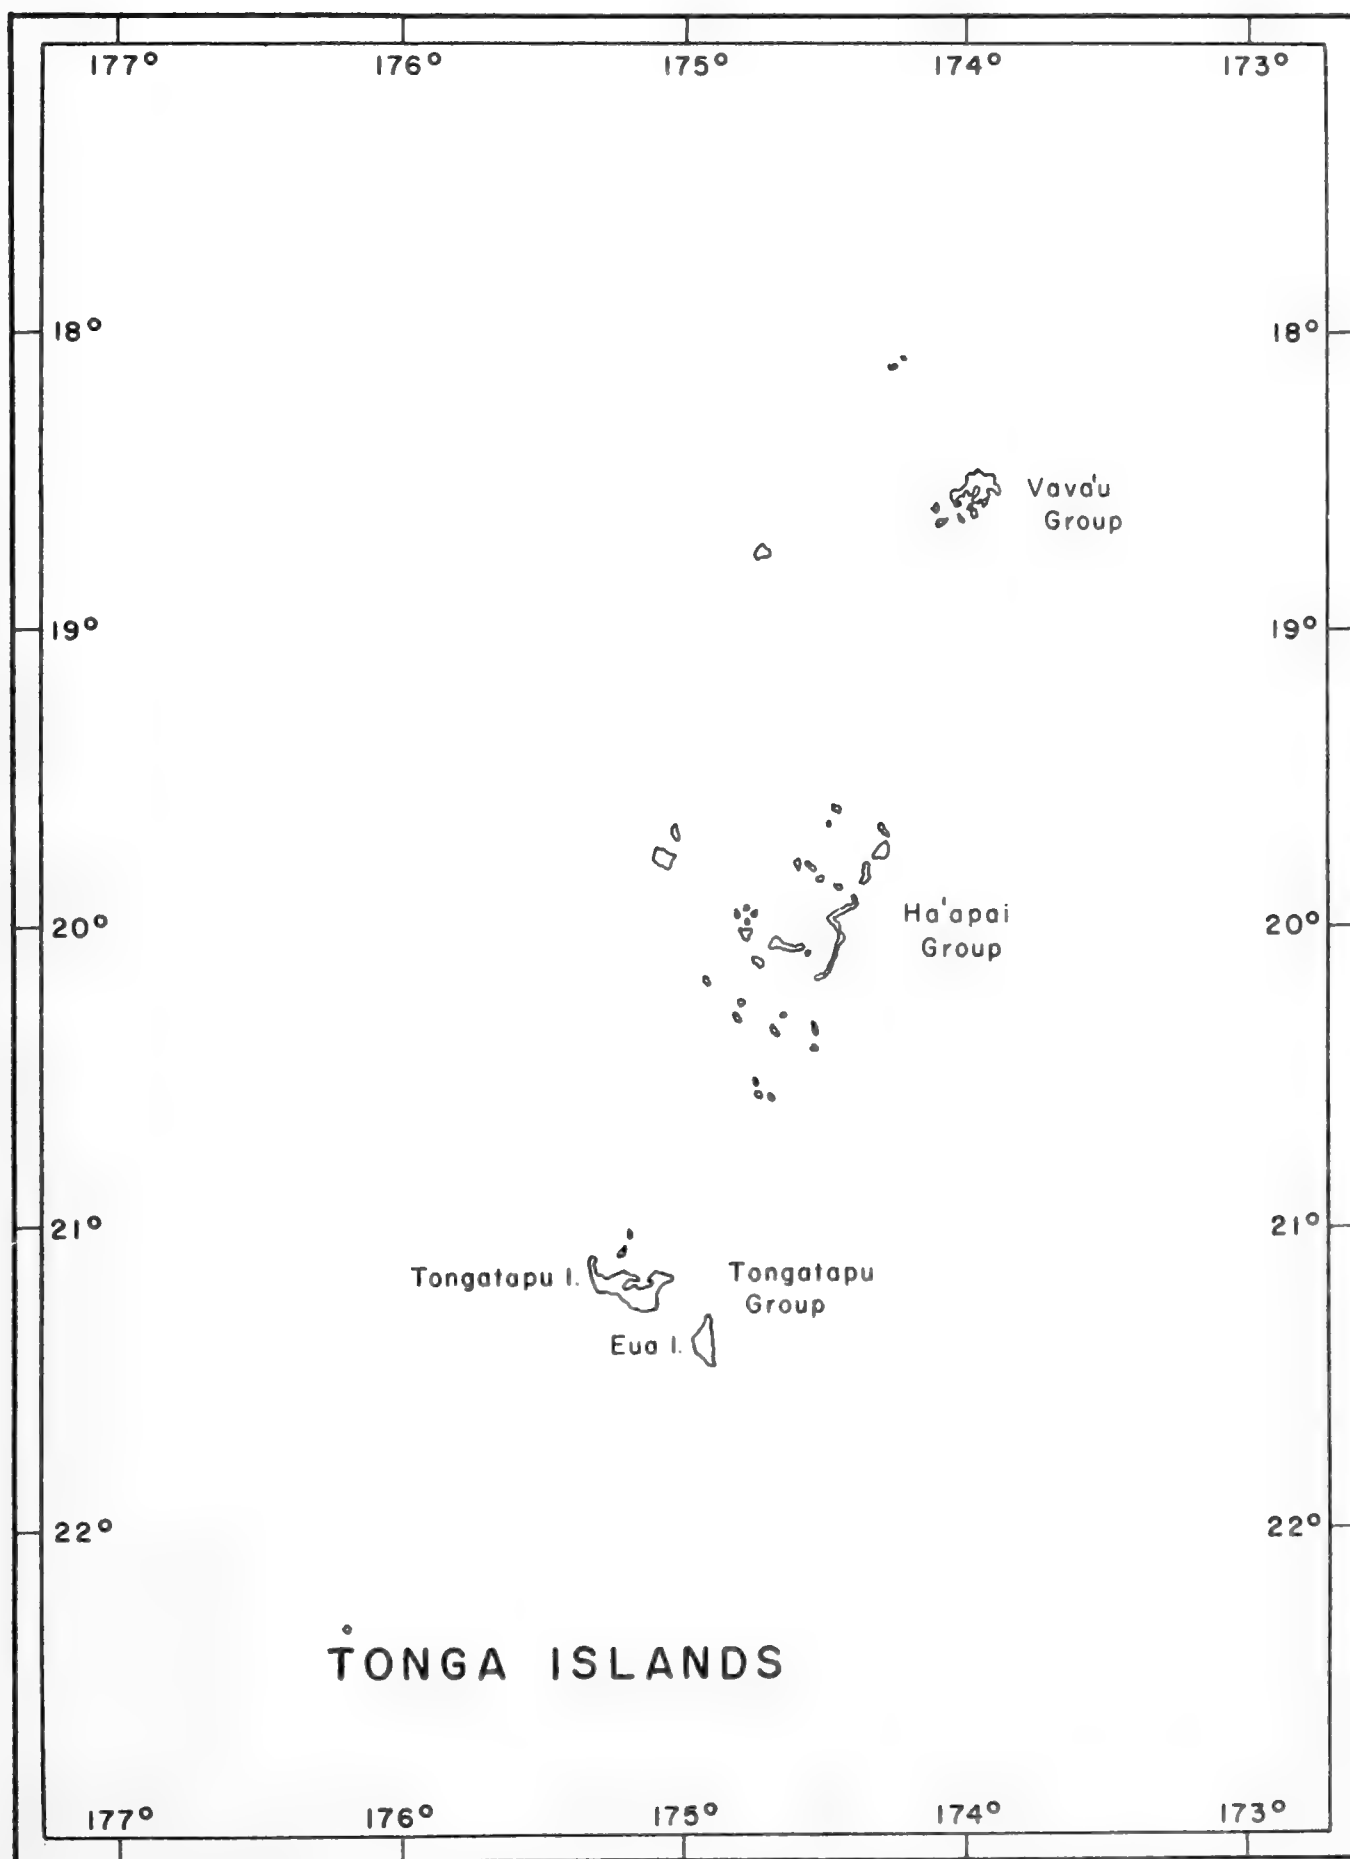 177° 176° 175° 174° 173°
18° 18°
Vava'u
Group
19° 19°
Ha'apai
20° 20°
Group
21° 21°
Tongatapu I. Tongatapu
Group
Eua I.
22° 22°
TONGA ISLANDS
177° 176° 175° 174° 173°